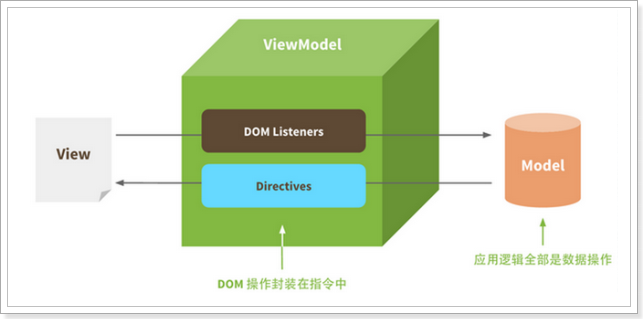 ViewModel
DOM Listeners
View
Model
Directives
应用逻辑全部是数据操作
DOM 操作封装在指令中